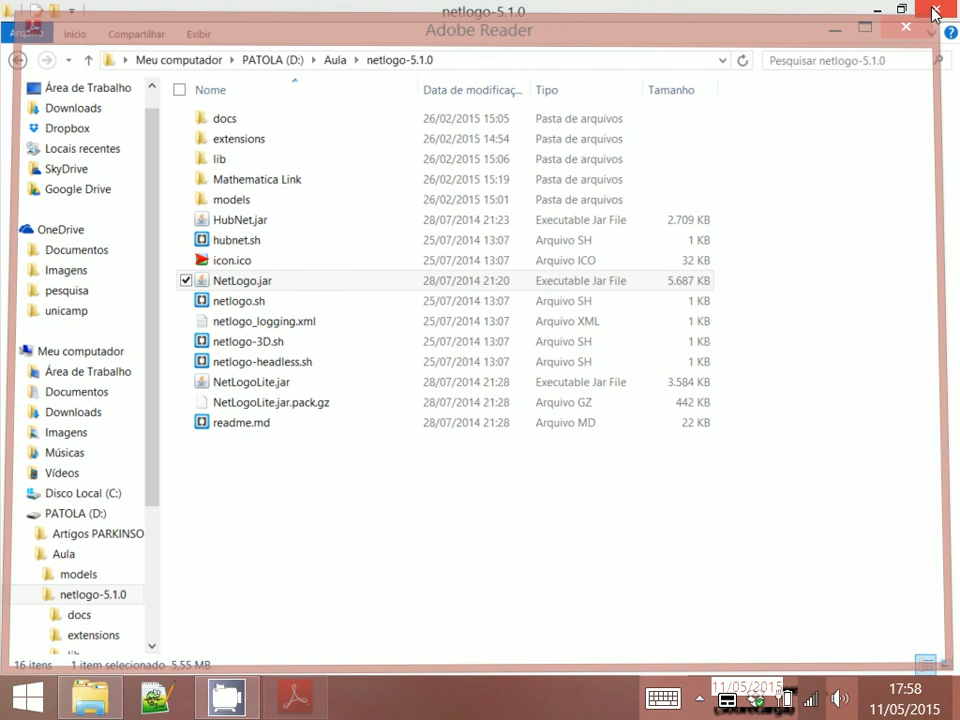 netlogo-5.1.0
Adobe Reader
Início Compartilhar Exibir
Meu computador PATOLA (D:) Aula netlogo-5.1.0
Pesquisar netlogo-5.1.0
Nome Data de modificaç... Tipo Tamanho
docs 26/02/2015 15:05 Pasta de arquivos
extensions 26/02/2015 14:54 Pasta de arquivos
lib 26/02/2015 15:06 Pasta de arquivos
Mathematica Link 26/02/2015 15:19 Pasta de arquivos
models 26/02/2015 15:01 Pasta de arquivos
HubNet.jar 28/07/2014 21:23 Executable Jar File 2.709 KB
hubnet.sh 25/07/2014 13:07 Arquivo SH 1 KB
icon.ico 25/07/2014 13:07 Arquivo ICO 32 KB
NetLogo.jar 28/07/2014 21:20 Executable Jar File 5.687 KB
netlogo.sh 25/07/2014 13:07 Arquivo SH 1 KB
netlogo_logging.xml 25/07/2014 13:07 Arquivo XML 1 KB
netlogo-3D.sh 25/07/2014 13:07 Arquivo SH 1 KB
netlogo-headless.sh 25/07/2014 13:07 Arquivo SH 1 KB
NetLogoLite.jar 28/07/2014 21:28 Executable Jar File 3.584 KB
NetLogoLite.jar.pack.gz 28/07/2014 21:28 Arquivo GZ 442 KB
readme.md 28/07/2014 21:28 Arquivo MD 22 KB
Área de Trabalho
Downloads
Dropbox
Locais recentes
SkyDrive
Google Drive
OneDrive
Documentos
Imagens
pesquisa
unicamp
Meu computador
Área de Trabalho
Documentos
Downloads
Imagens
Músicas
Vídeos
Disco Local (C:)
PATOLA (D:)
Artigos PARKINSO
Aula
models
netlogo-5.1.0
docs
extensions
lib
16 itens 1 item selecionado 5,55 MB
11/05/2015
17:58
11/05/2015